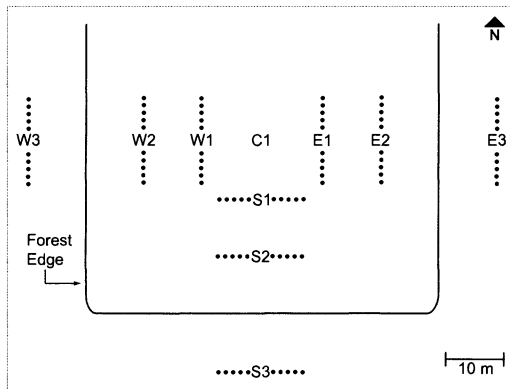 N
W3 W2 W1 C1 E1 E2 E3
S1
Forest
Edge
S2
10 m
S3